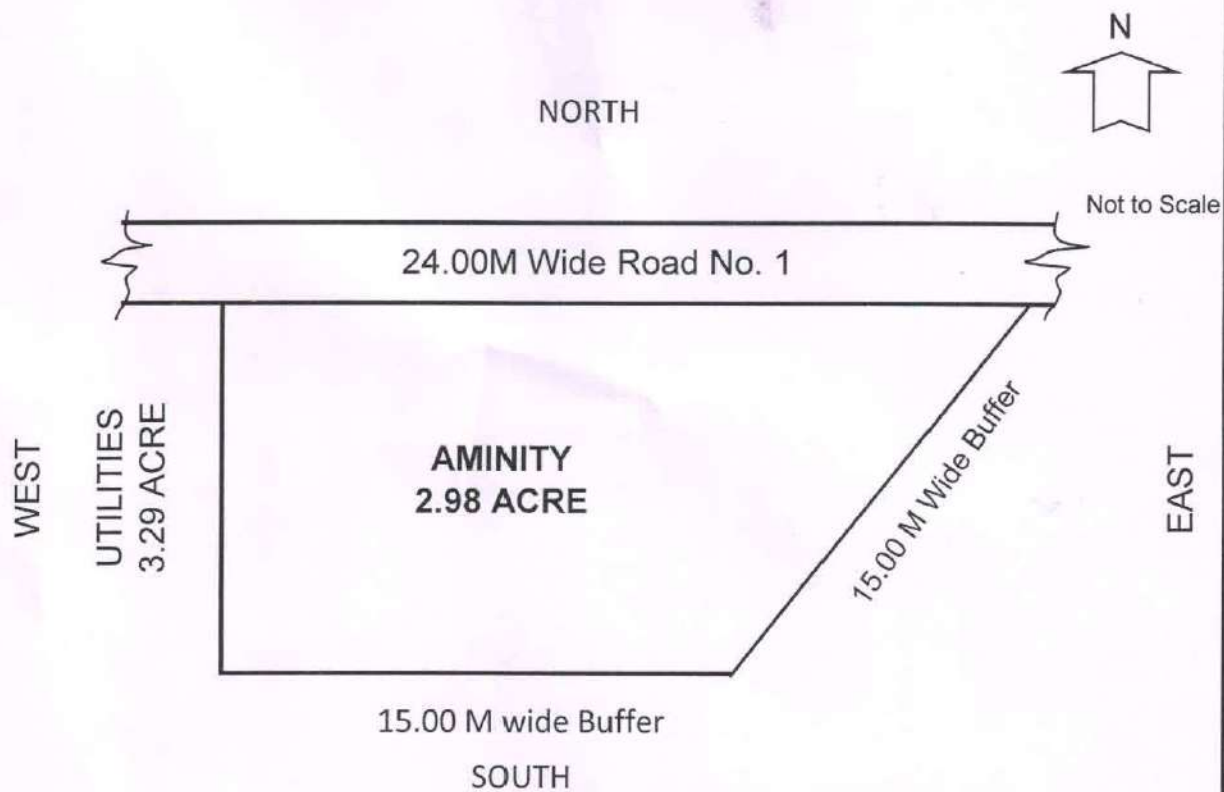 N
NORTH
Not to Scale
24.00M Wide Road No. 1
WEST
UTILITIES
3.29 ACRE
AMINITY
2.98 ACRE
15.00 M Wide Buffer
EAST
15.00 M wide Buffer
SOUTH